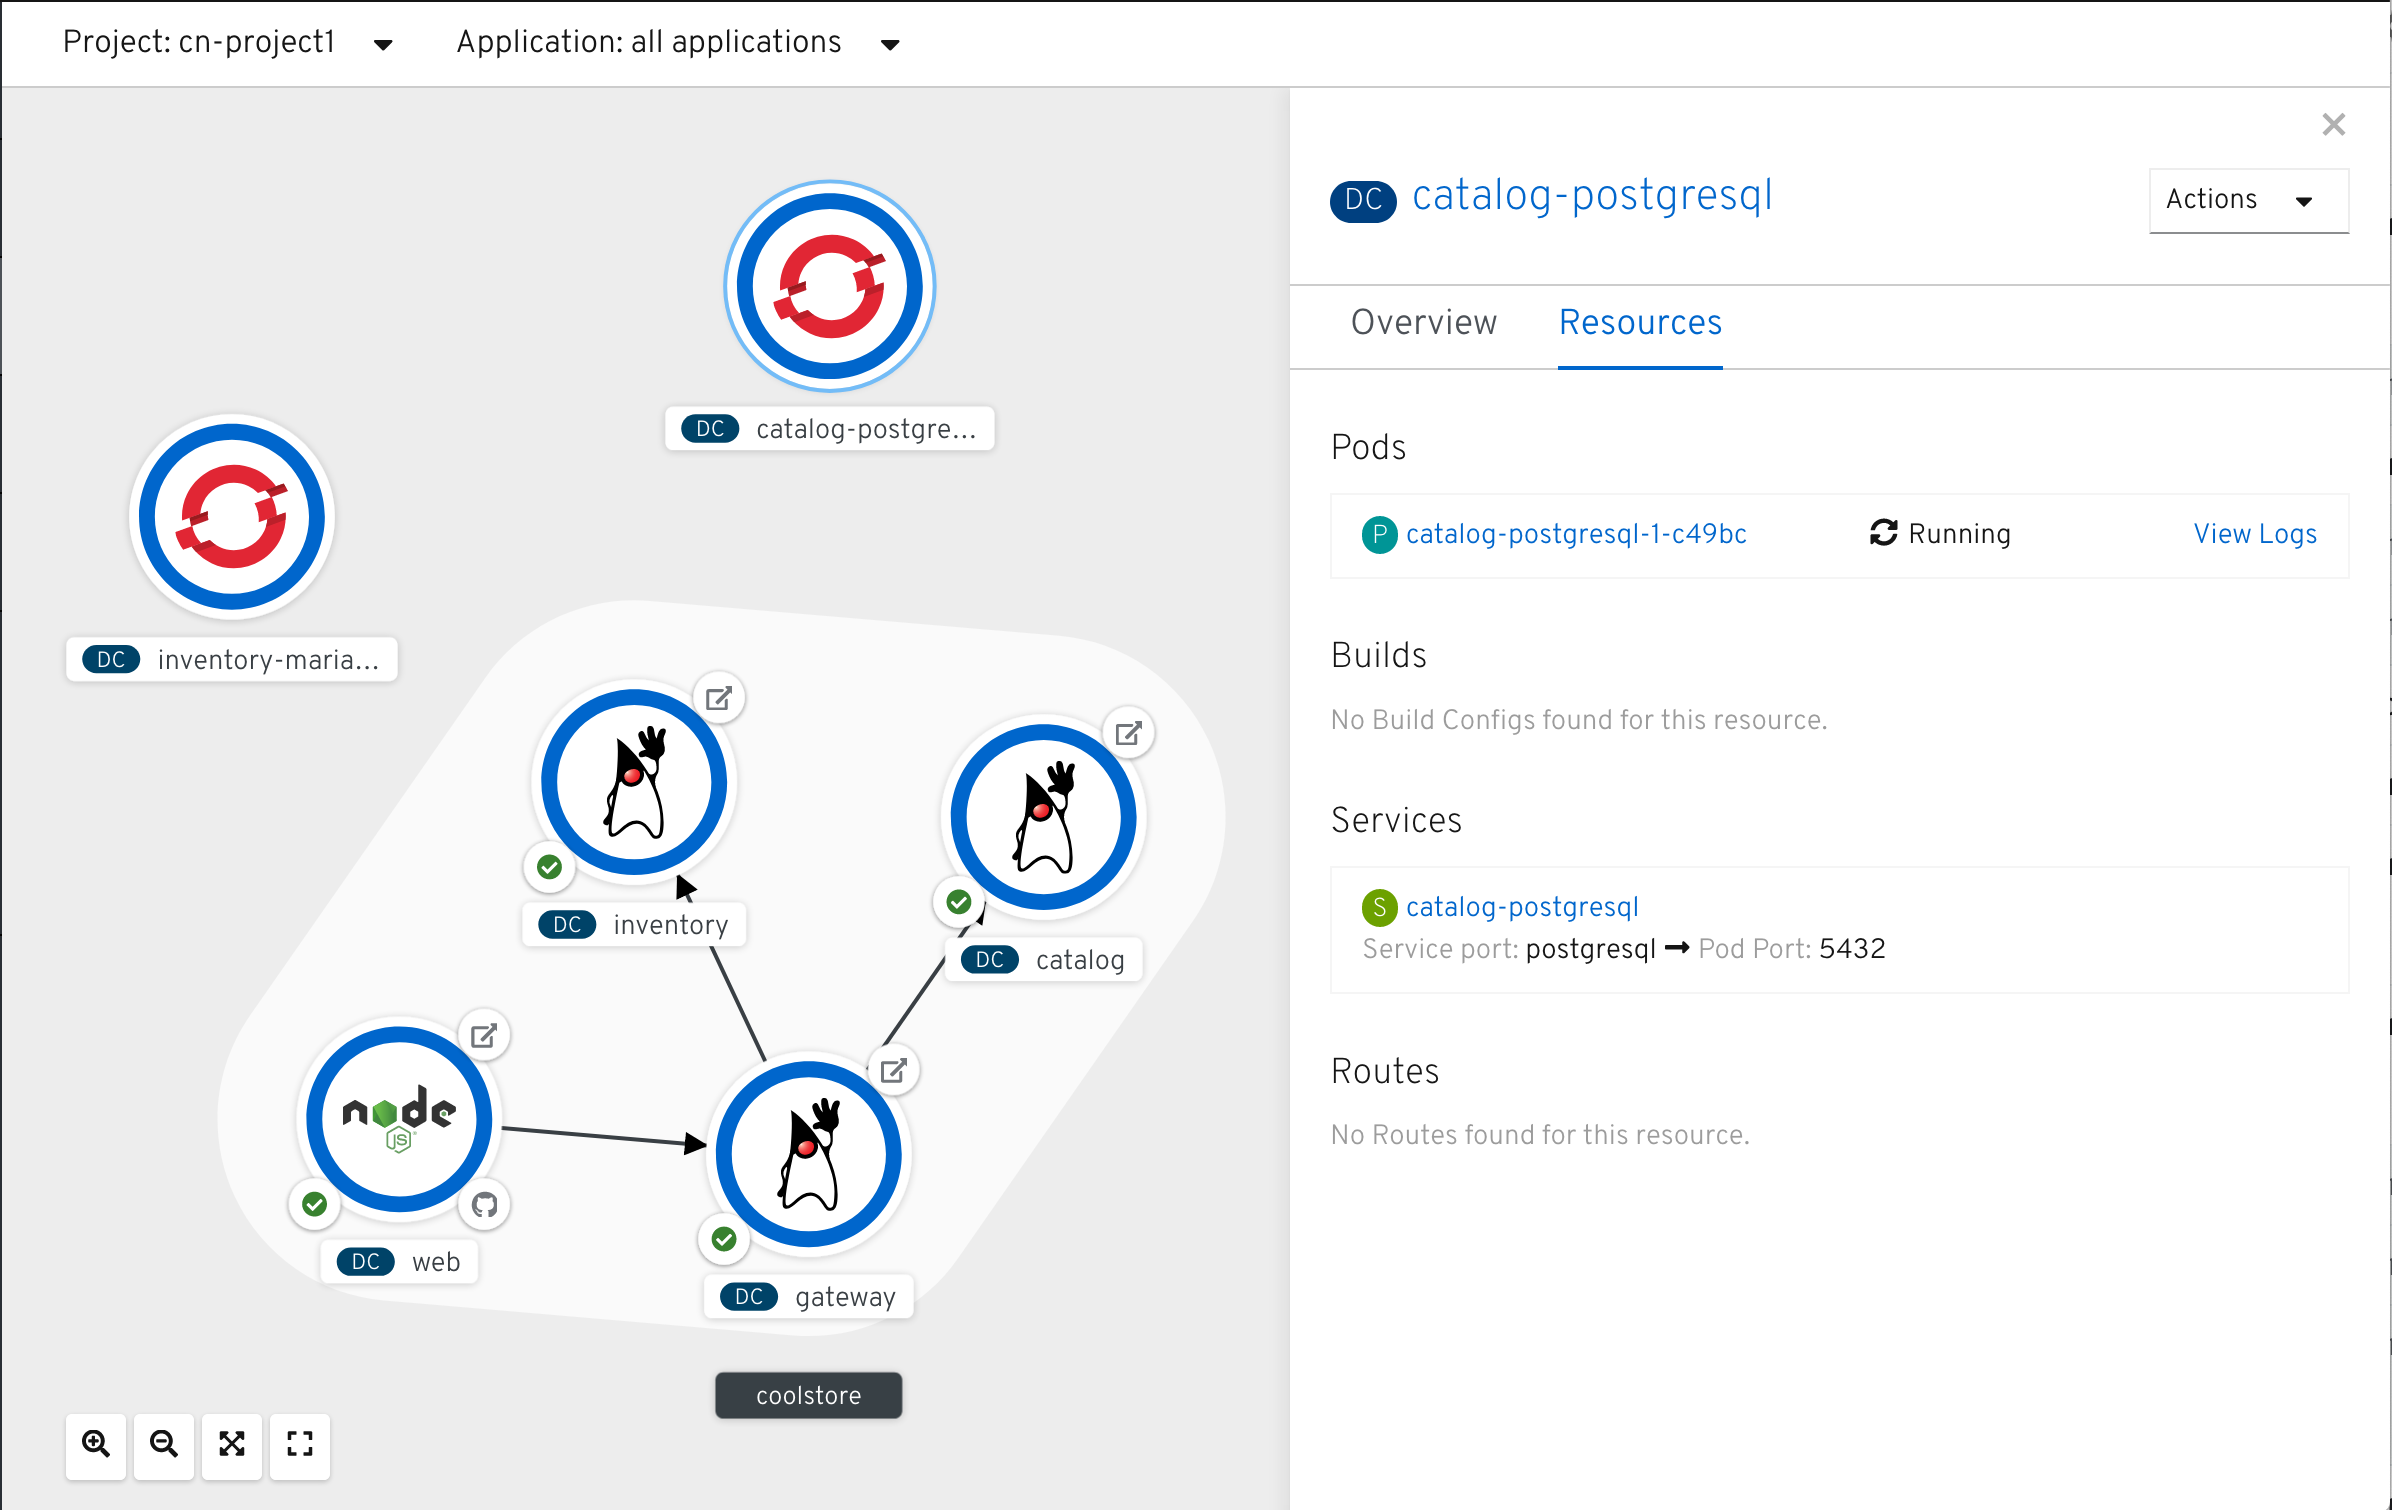 Project: cn-project1
Application: all applications
DC catalog-postgre...
DC inventory-maria...
DC inventory
DC catalog
node
JS
DC web
DC gateway
coolstore
DC catalog-postgresql
Actions
Overview
Resources
Pods
P catalog-postgresql-1-c49bc
Running
View Logs
Builds
No Build Configs found for this resource.
Services
S catalog-postgresql
Service port: postgresql → Pod Port: 5432
Routes
No Routes found for this resource.